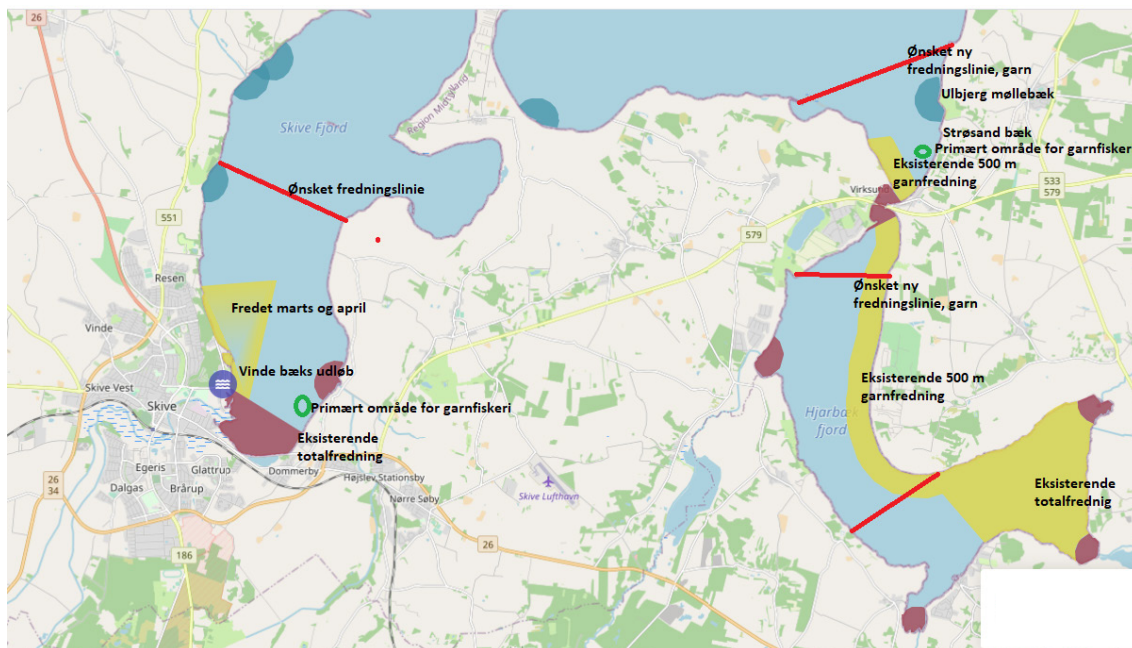 26
Ønsket ny
fredningslinie, garn
Ulbjerg møllebæk
Skive Fjord
Region Midtjylland
Strøsand bæk
Primært område for garnfisker
Eksisterende 500 m
garnfredning
Ønsket fredningslinie
Virksund
533
579
551
579
Resen
Ønsket ny
fredningslinie, garn
Fredet marts og april
Vinde
Vinde bæks udløb
Skive Vest
Eksisterende 500 m
garnfredning
Skive
Primært område for garnfiskeri
Hjarbæk
fjord
Eksisterende
totalfredning
Egeris
Glattrup
Dommerby
Højslev Stationsby
Dalgas
Brårup
26
34
Skive Lufthavn
Nørre Søby
Eksisterende
totalfrednig
26
186